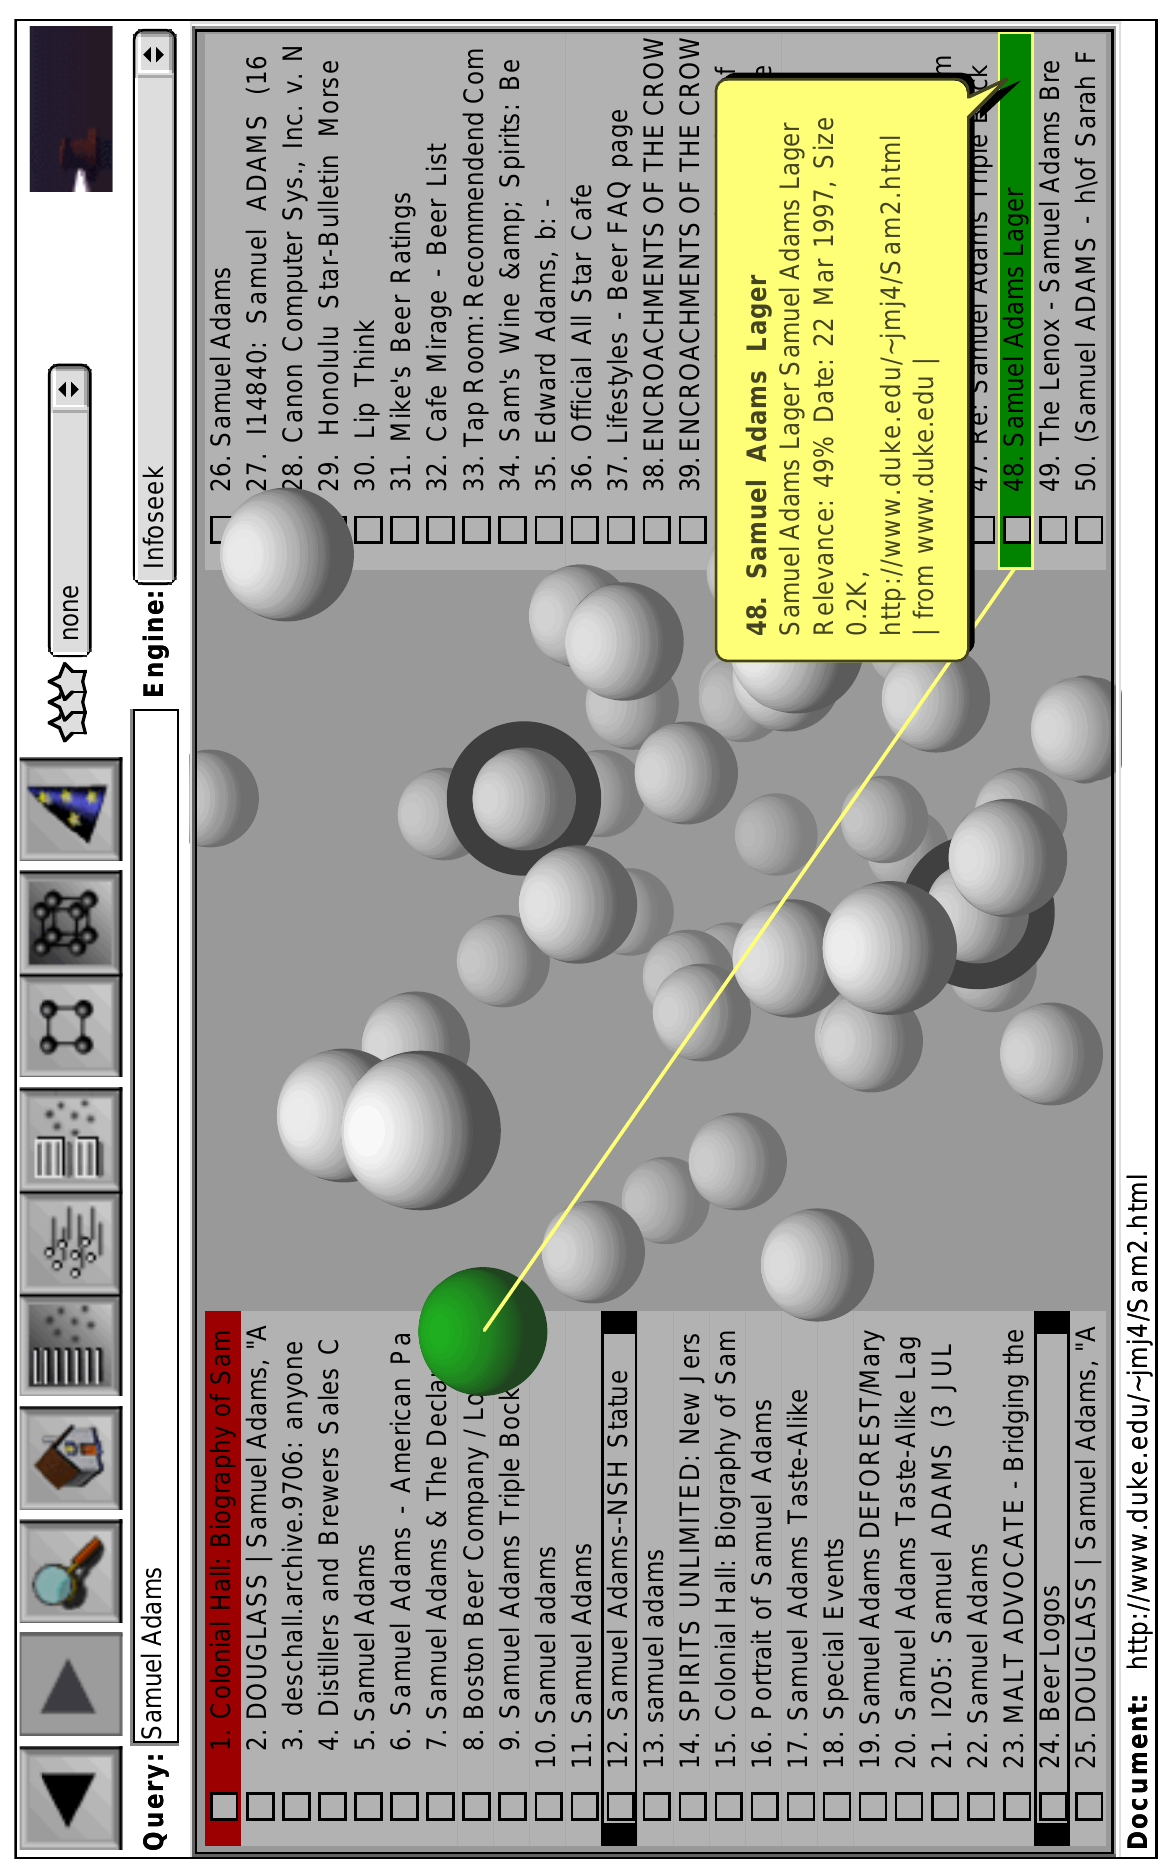 none
Query: Samuel Adams
Engine: Infoseek
1. Colonial Hall: Biography of Sam
2. DOUGLASS | Samuel Adams, "A
3. deschall.archive.9706: anyone
4. Distillers and Brewers Sales C
5. Samuel Adams
6. Samuel Adams - American Pa
7. Samuel Adams & The Decla
8. Boston Beer Company / Lo
9. Samuel Adams Triple Bock
10. Samuel adams
11. Samuel Adams
12. Samuel Adams--NSH Statue
13. samuel adams
14. SPIRITS UNLIMITED: New Jers
15. Colonial Hall: Biography of Sam
16. Portrait of Samuel Adams
17. Samuel Adams Taste-Alike
18. Special Events
19. Samuel Adams DEFOREST/Mary
20. Samuel Adams Taste-Alike Lag
21. I205: Samuel ADAMS (3 JUL
22. Samuel Adams
23. MALT ADVOCATE - Bridging the
24. Beer Logos
25. DOUGLASS | Samuel Adams, "A
26. Samuel Adams
27. I14840: Samuel ADAMS (16
28. Canon Computer Sys., Inc. v. N
29. Honolulu Star-Bulletin Morse
30. Lip Think
31. Mike's Beer Ratings
32. Cafe Mirage - Beer List
33. Tap Room: Recommendend Com
34. Sam's Wine &amp; Spirits: Be
35. Edward Adams, b: -
36. Official All Star Cafe
37. Lifestyles - Beer FAQ page
38. ENCROACHMENTS OF THE CROW
39. ENCROACHMENTS OF THE CROW
48. Samuel Adams Lager
Samuel Adams Lager Samuel Adams Lager
Relevance: 49% Date: 22 Mar 1997, Size
0.2K,
http://www.duke.edu/~jmj4/Sam2.html
| from www.duke.edu |
47. Re: Samuel Adams Triple
48. Samuel Adams Lager
49. The Lenox - Samuel Adams Bre
50. (Samuel ADAMS - h\of Sarah F
Document: http://www.duke.edu/~jmj4/Sam2.html